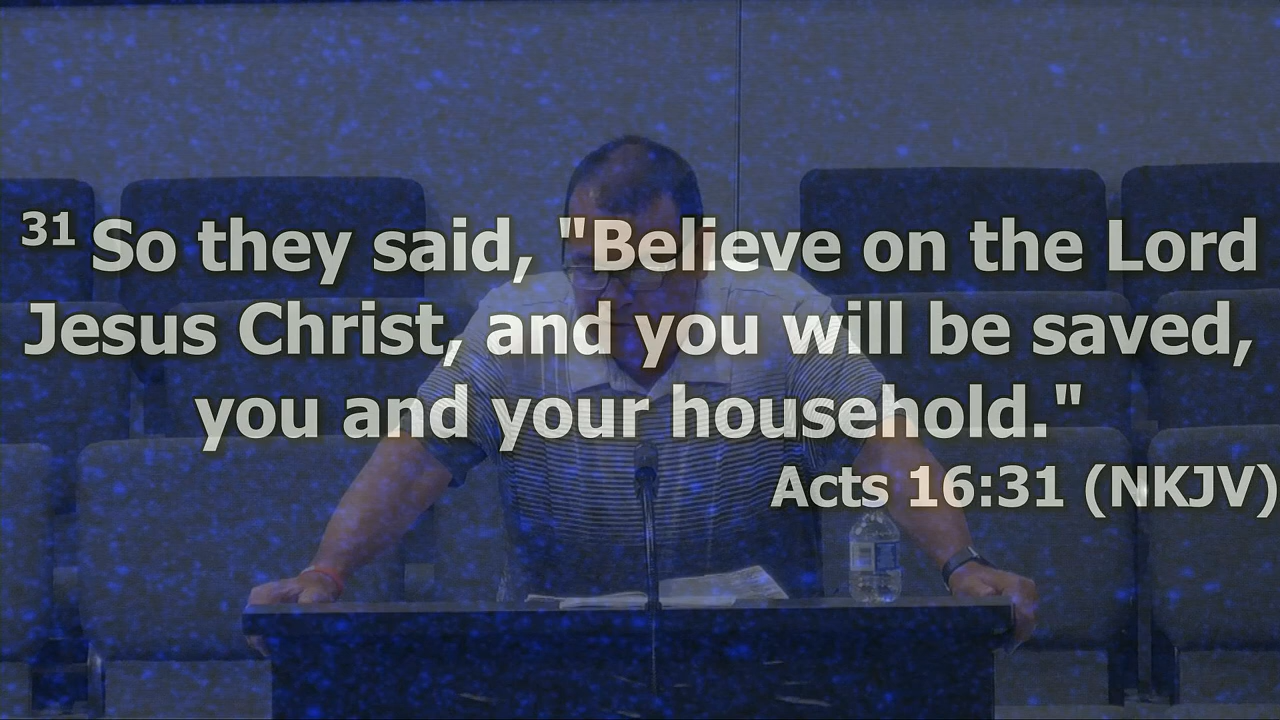 31 So they said, "Believe on the Lord
Jesus Christ, and you will be saved,
you and your household."
Acts 16:31 (NKJV)